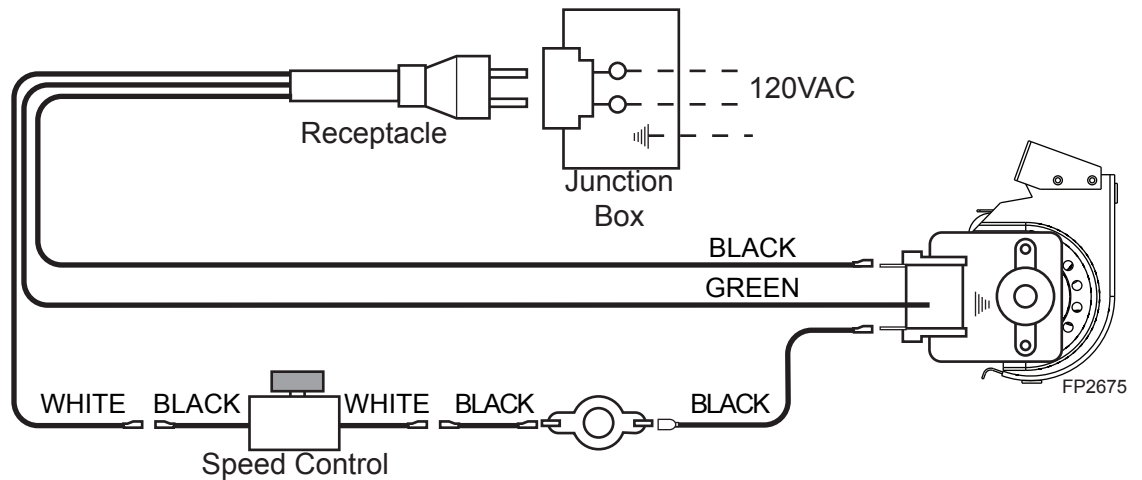 120VAC
Receptacle
Junction
Box
BLACK
GREEN
FP2675
WHITE BLACK WHITE BLACK BLACK
Speed Control